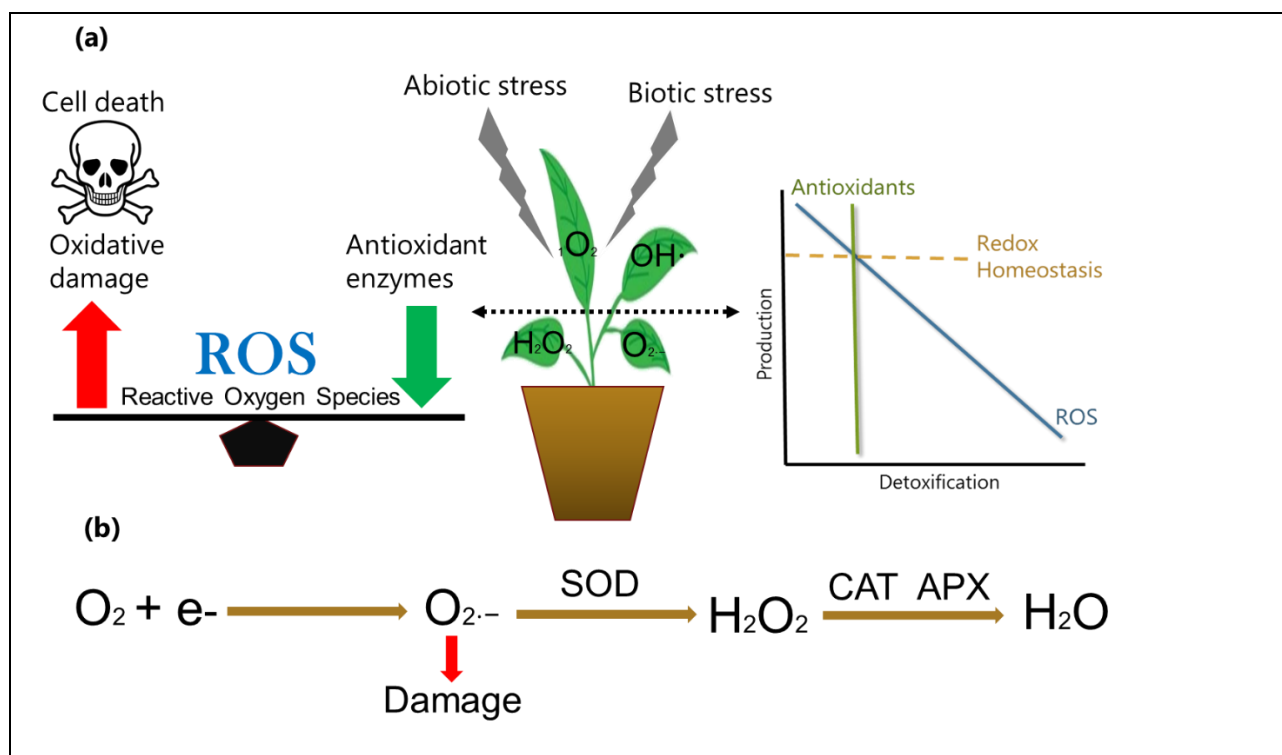 (a)
Cell death
Oxidative
damage
Antioxidant
enzymes
ROS
Reactive Oxygen Species
Abiotic stress
Biotic stress
₁O₂
OH·
H₂O₂
O₂·–
Antioxidants
Redox
Homeostasis
ROS
Production
Detoxification
(b)
O₂ + e-
O₂·–
SOD
H₂O₂
CAT APX
H₂O
Damage